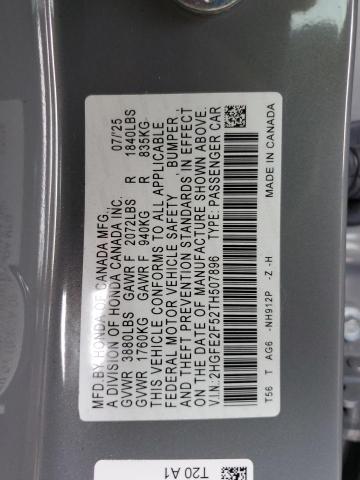 MFD.BY HONDA OF CANADA MFG.,
A DIVISION OF HONDA CANADA INC. 07/'25
GVWR 3880LBS GAWR F 2072LBS R 1840LBS
GVWR 1760KG GAWR F 940KG R 835KG
THIS VEHICLE CONFORMS TO ALL APPLICABLE
FEDERAL MOTOR VEHICLE SAFETY, BUMPER,
THEFT PREVENTION STANDARDS IN EFFECT
ON THE DATE OF MANUFACTURE SHOWN ABOVE.
V.I.N.:2HGFE2F52TH507896 TYPE: PASSENGER CAR
T56 T AG6 -NH912P -Z -H MADE IN CANADA
T20 A1